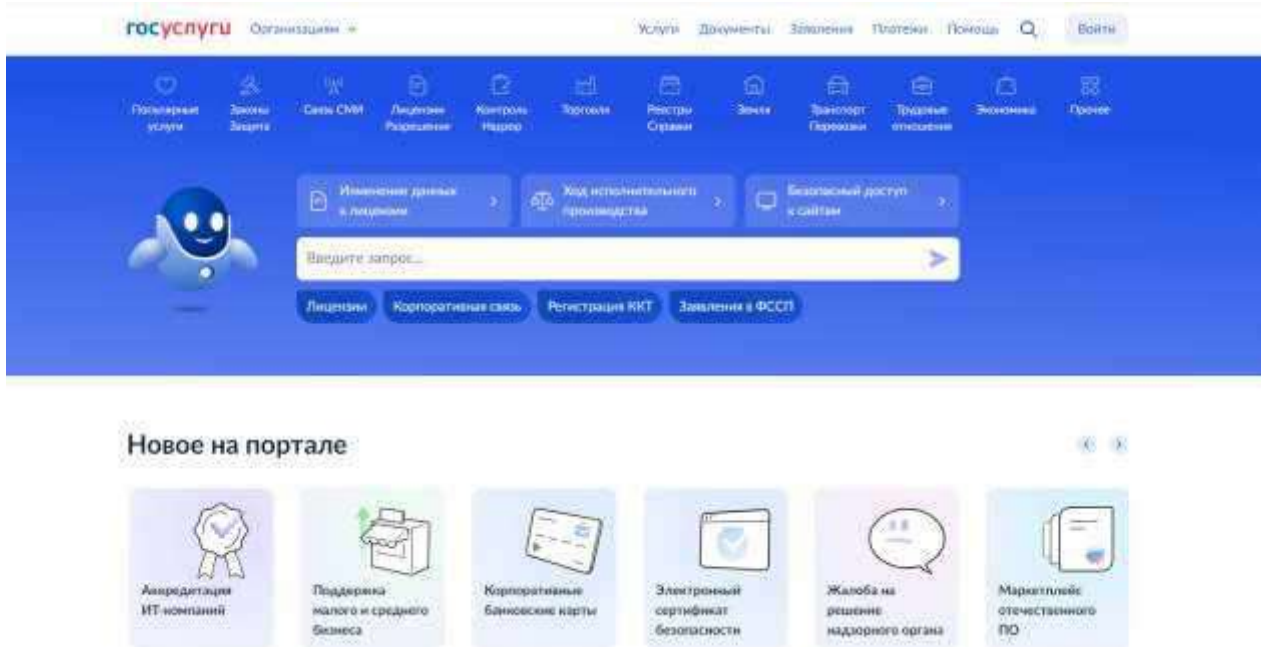 госуслуги Организациям
Услуги Документы Заявления Платежи Помощь Войти
Популярные услуги
Законы Защита
Связь СМИ
Лицензии Разрешения
Контроль Надзор
Торговля
Реестры Справки
Земля
Транспорт Перевозки
Трудовые отношения
Экономика
Прочее
Изменение данных
в лицензии
Ход исполнительного
производства
Безопасный доступ
к сайтам
Введите запрос...
Лицензии Корпоративная связь Регистрация ККТ Заявления в ФССП
Новое на портале
Аккредитация
ИТ-компаний
Поддержка
малого и среднего
бизнеса
Корпоративные
банковские карты
Электронный
сертификат
безопасности
Жалоба на
решение
надзорного органа
Маркетплейс
отечественного
ПО